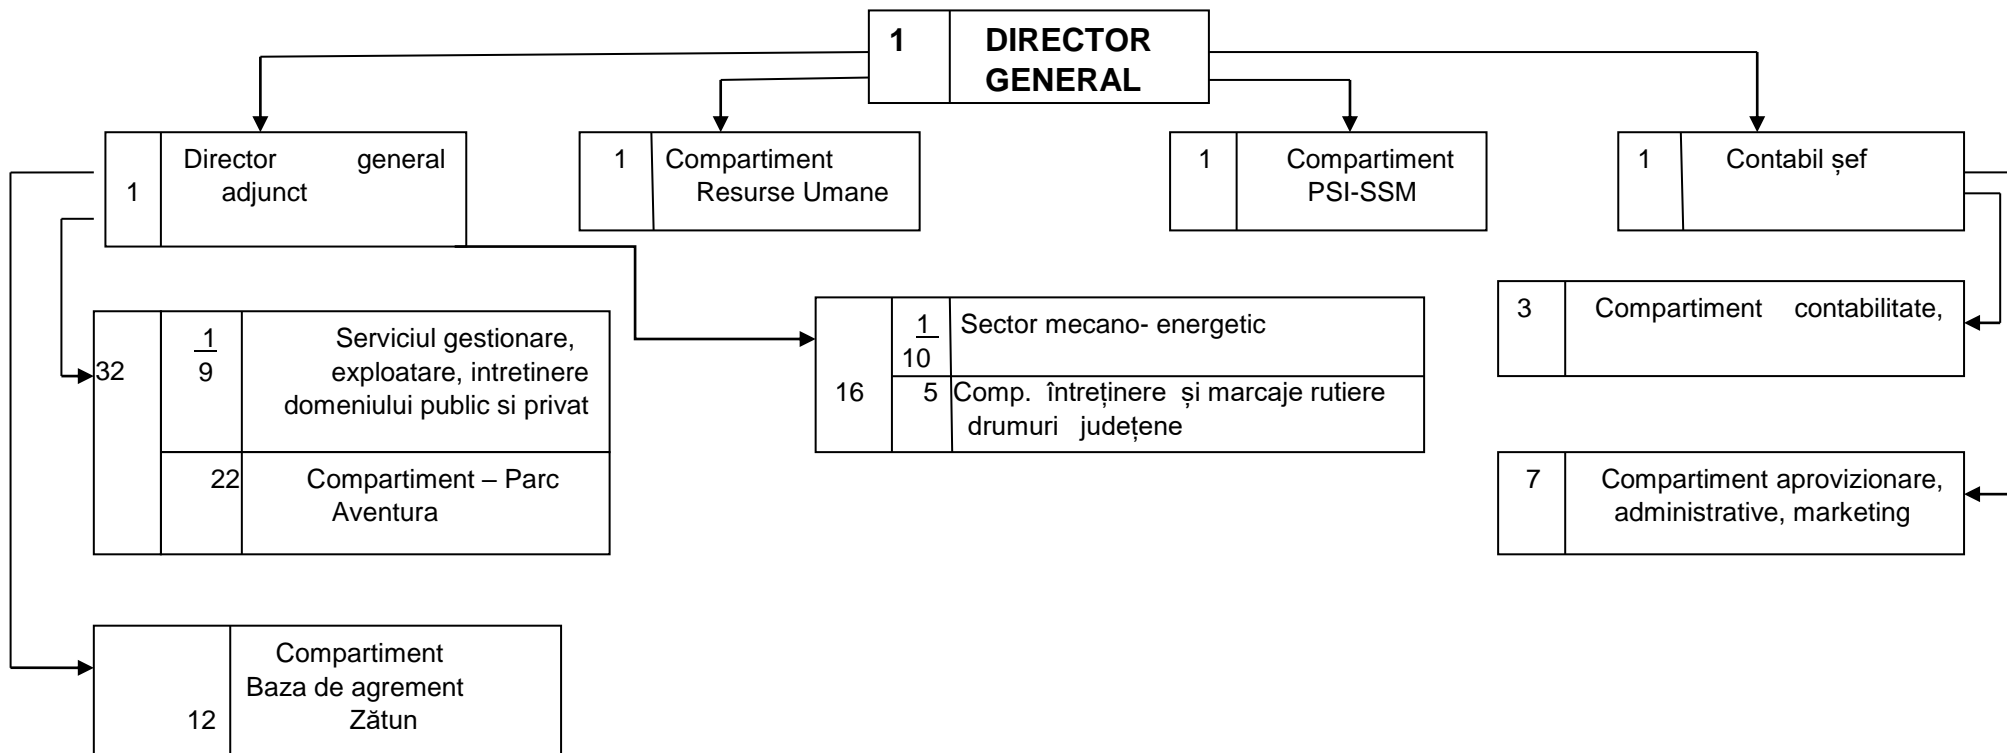 1 DIRECTOR
GENERAL
1 Director general
adjunct
1 Compartiment
Resurse Umane
1 Compartiment
PSI-SSM
1 Contabil șef
32
1
9
Serviciul gestionare,
exploatare, intretinere
domeniului public si privat
22 Compartiment – Parc
Aventura
16
1
10
Sector mecano- energetic
5 Comp. întreținere și marcaje rutiere
drumuri județene
3 Compartiment contabilitate,
7 Compartiment aprovizionare,
administrative, marketing
Compartiment
Baza de agrement
12 Zătun